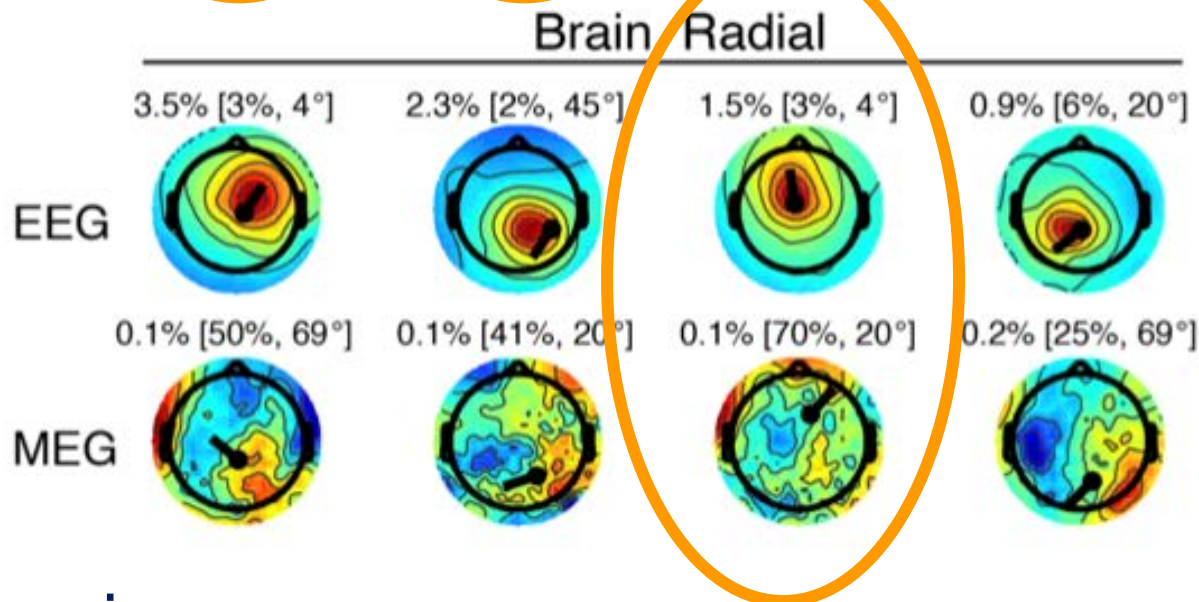 Brain Radial
3.5% [3%, 4°] 2.3% [2%, 45°] 1.5% [3%, 4°] 0.9% [6%, 20°]
EEG
0.1% [50%, 69°] 0.1% [41%, 20°] 0.1% [70%, 20°] 0.2% [25%, 69°]
MEG